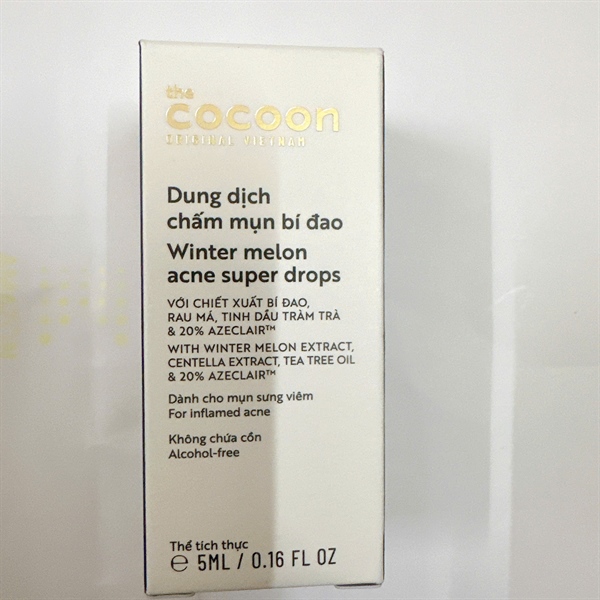 the
cocoon
ORIGINAL VIETNAM
Dung dịch
chấm mụn bí đao
Winter melon
acne super drops
VỚI CHIẾT XUẤT BÍ ĐAO,
RAU MÁ, TINH DẦU TRÀM TRÀ
& 20% AZECLAIR™
WITH WINTER MELON EXTRACT,
CENTELLA EXTRACT, TEA TREE OIL
& 20% AZECLAIR™
Dành cho mụn sưng viêm
For inflamed acne
Không chứa cồn
Alcohol-free
Thể tích thực
℮ 5ML / 0.16 FL OZ